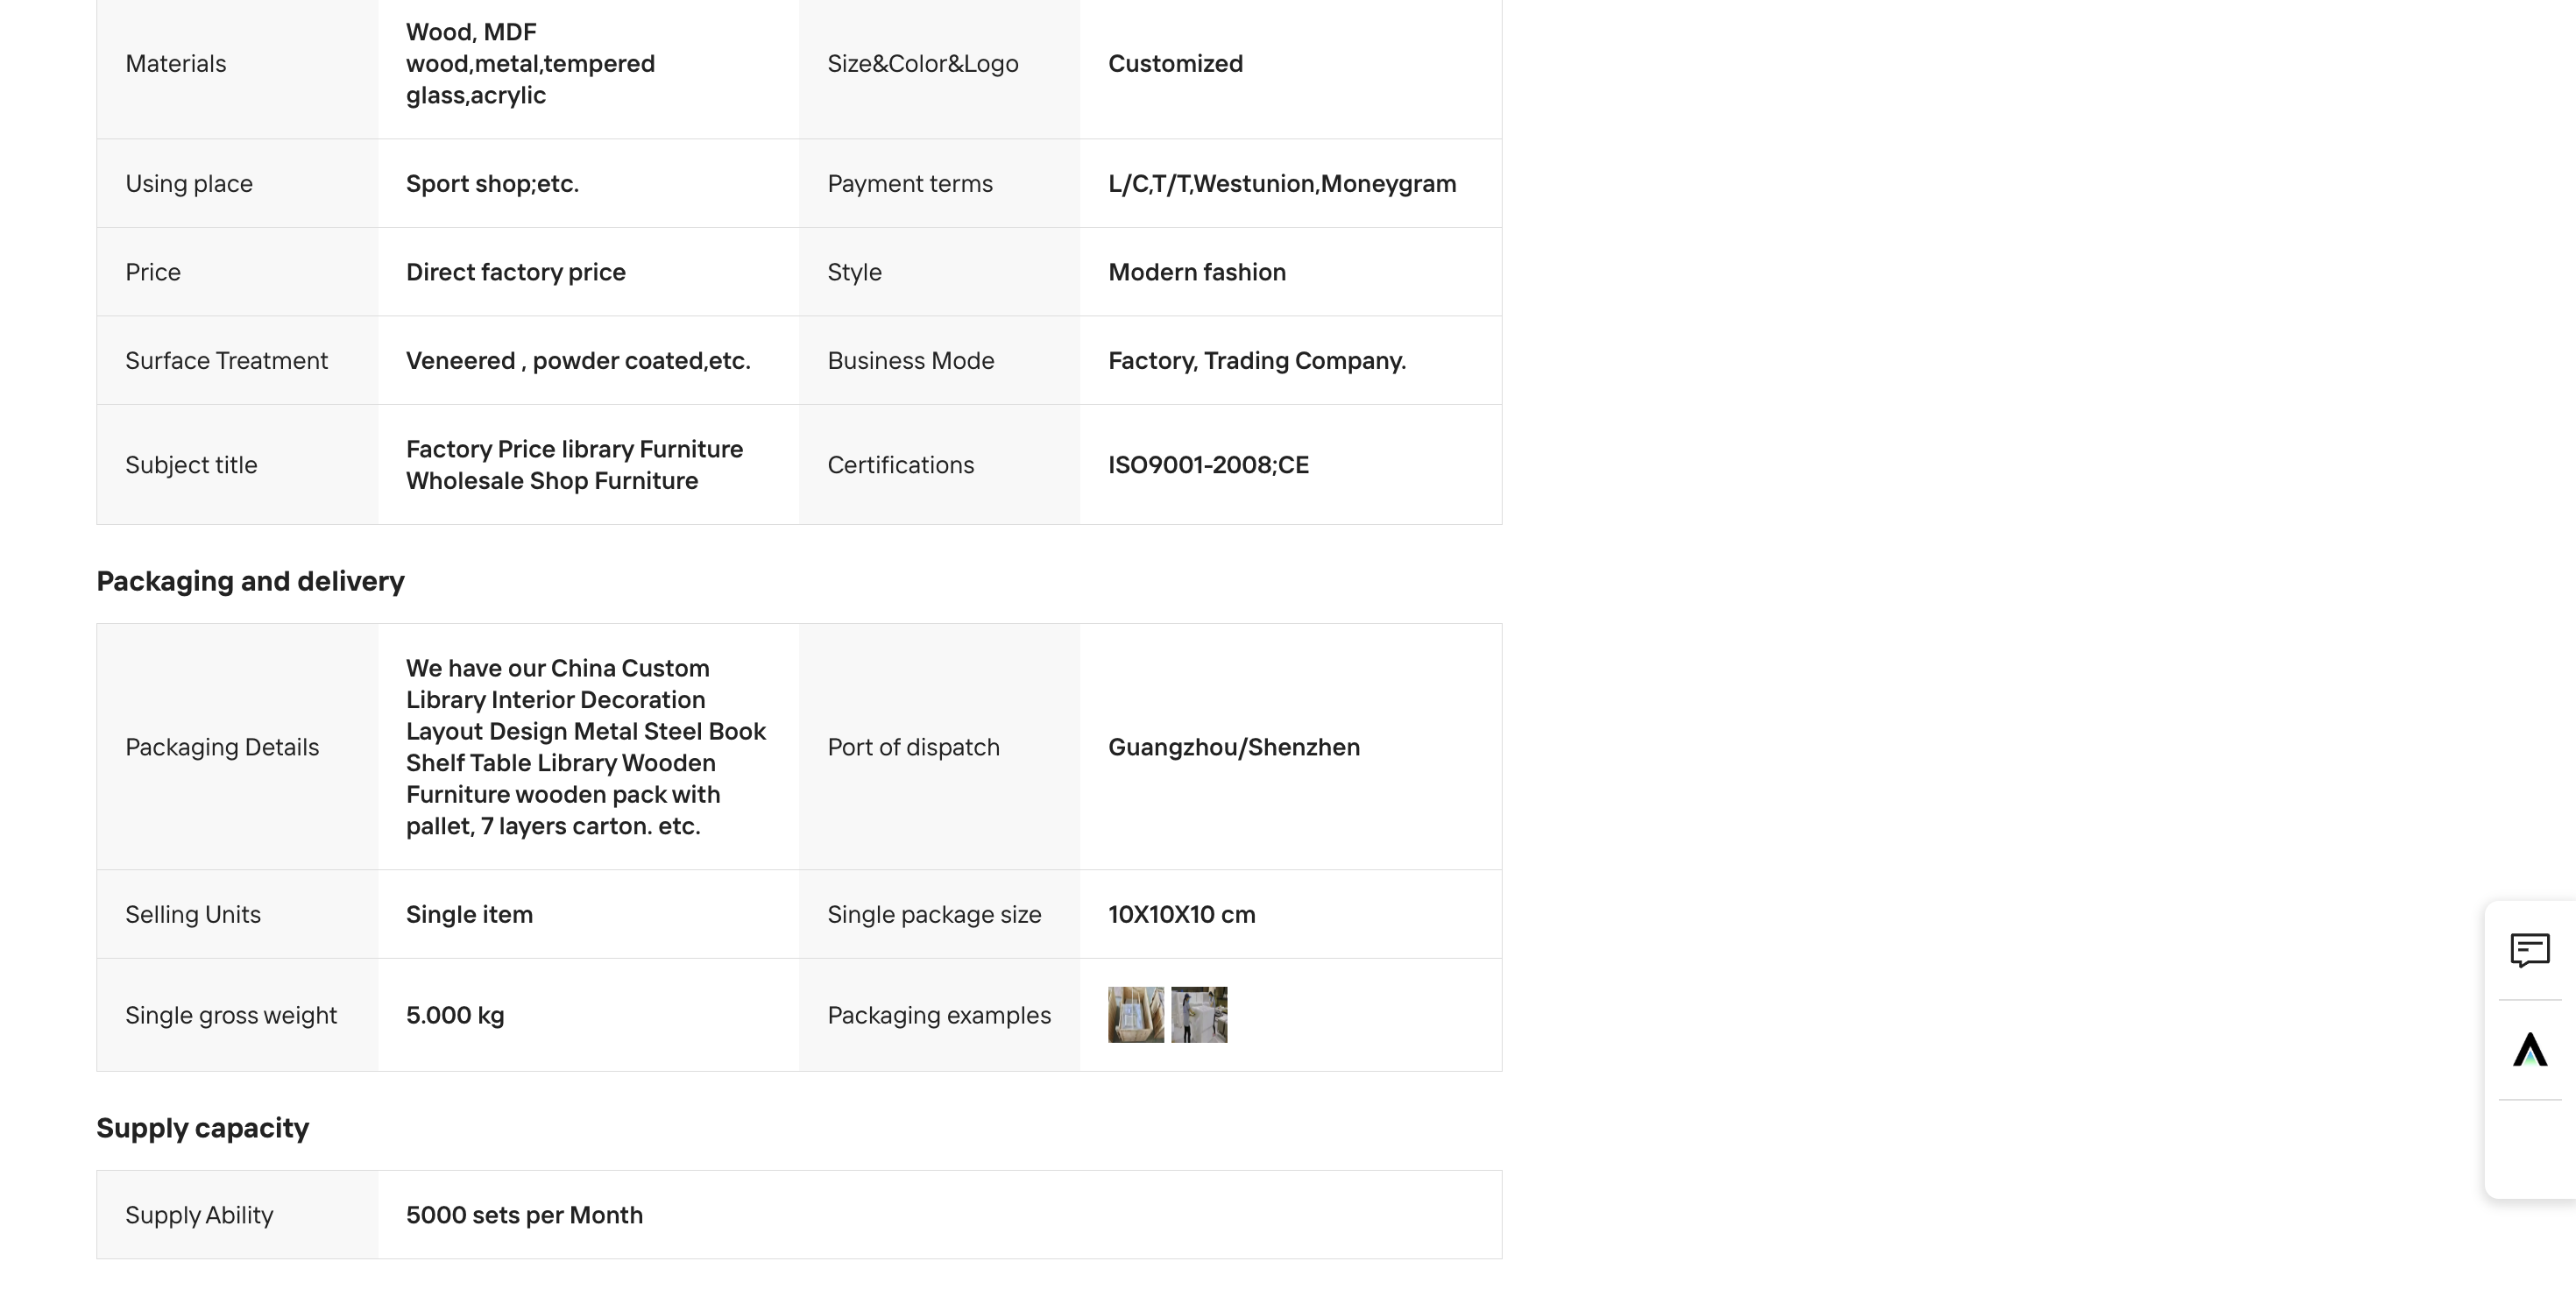 Materials
Wood, MDF
wood,metal,tempered
glass,acrylic
Size&Color&Logo
Customized
Using place
Sport shop;etc.
Payment terms
L/C,T/T,Westunion,Moneygram
Price
Direct factory price
Style
Modern fashion
Surface Treatment
Veneered , powder coated,etc.
Business Mode
Factory, Trading Company.
Subject title
Factory Price library Furniture
Wholesale Shop Furniture
Certifications
ISO9001-2008;CE
Packaging and delivery
Packaging Details
We have our China Custom
Library Interior Decoration
Layout Design Metal Steel Book
Shelf Table Library Wooden
Furniture wooden pack with
pallet, 7 layers carton. etc.
Port of dispatch
Guangzhou/Shenzhen
Selling Units
Single item
Single package size
10X10X10 cm
Single gross weight
5.000 kg
Packaging examples
Supply capacity
Supply Ability
5000 sets per Month